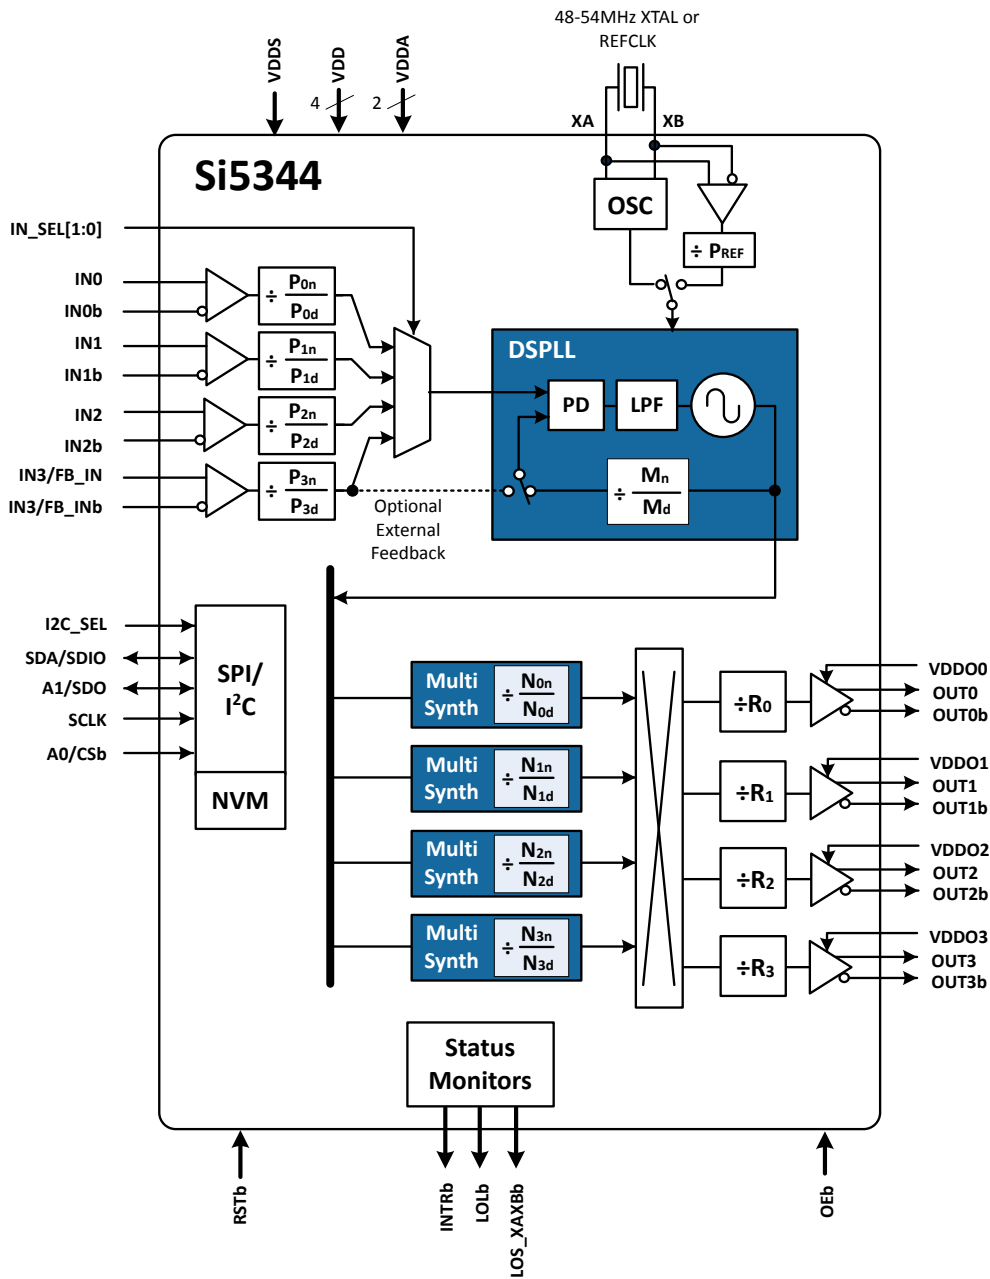 48-54MHz XTAL or
REFCLK
VDDS
VDD
VDDA
4
2
XA
XB
Si5344
OSC
÷ PREF
IN_SEL[1:0]
IN0
IN0b
÷ P0n
P0d
IN1
IN1b
÷ P1n
P1d
IN2
IN2b
÷ P2n
P2d
IN3/FB_IN
IN3/FB_INb
÷ P3n
P3d
Optional
External
Feedback
DSPLL
PD
LPF
÷ Mn
Md
I2C_SEL
SDA/SDIO
A1/SDO
SCLK
A0/CSb
SPI/
I²C
NVM
Multi
Synth
÷ N0n
N0d
Multi
Synth
÷ N1n
N1d
Multi
Synth
÷ N2n
N2d
Multi
Synth
÷ N3n
N3d
÷R0
VDDO0
OUT0
OUT0b
÷R1
VDDO1
OUT1
OUT1b
÷R2
VDDO2
OUT2
OUT2b
÷R3
VDDO3
OUT3
OUT3b
Status
Monitors
RSTb
INTRb
LOLb
LOS_XAXBb
OEb